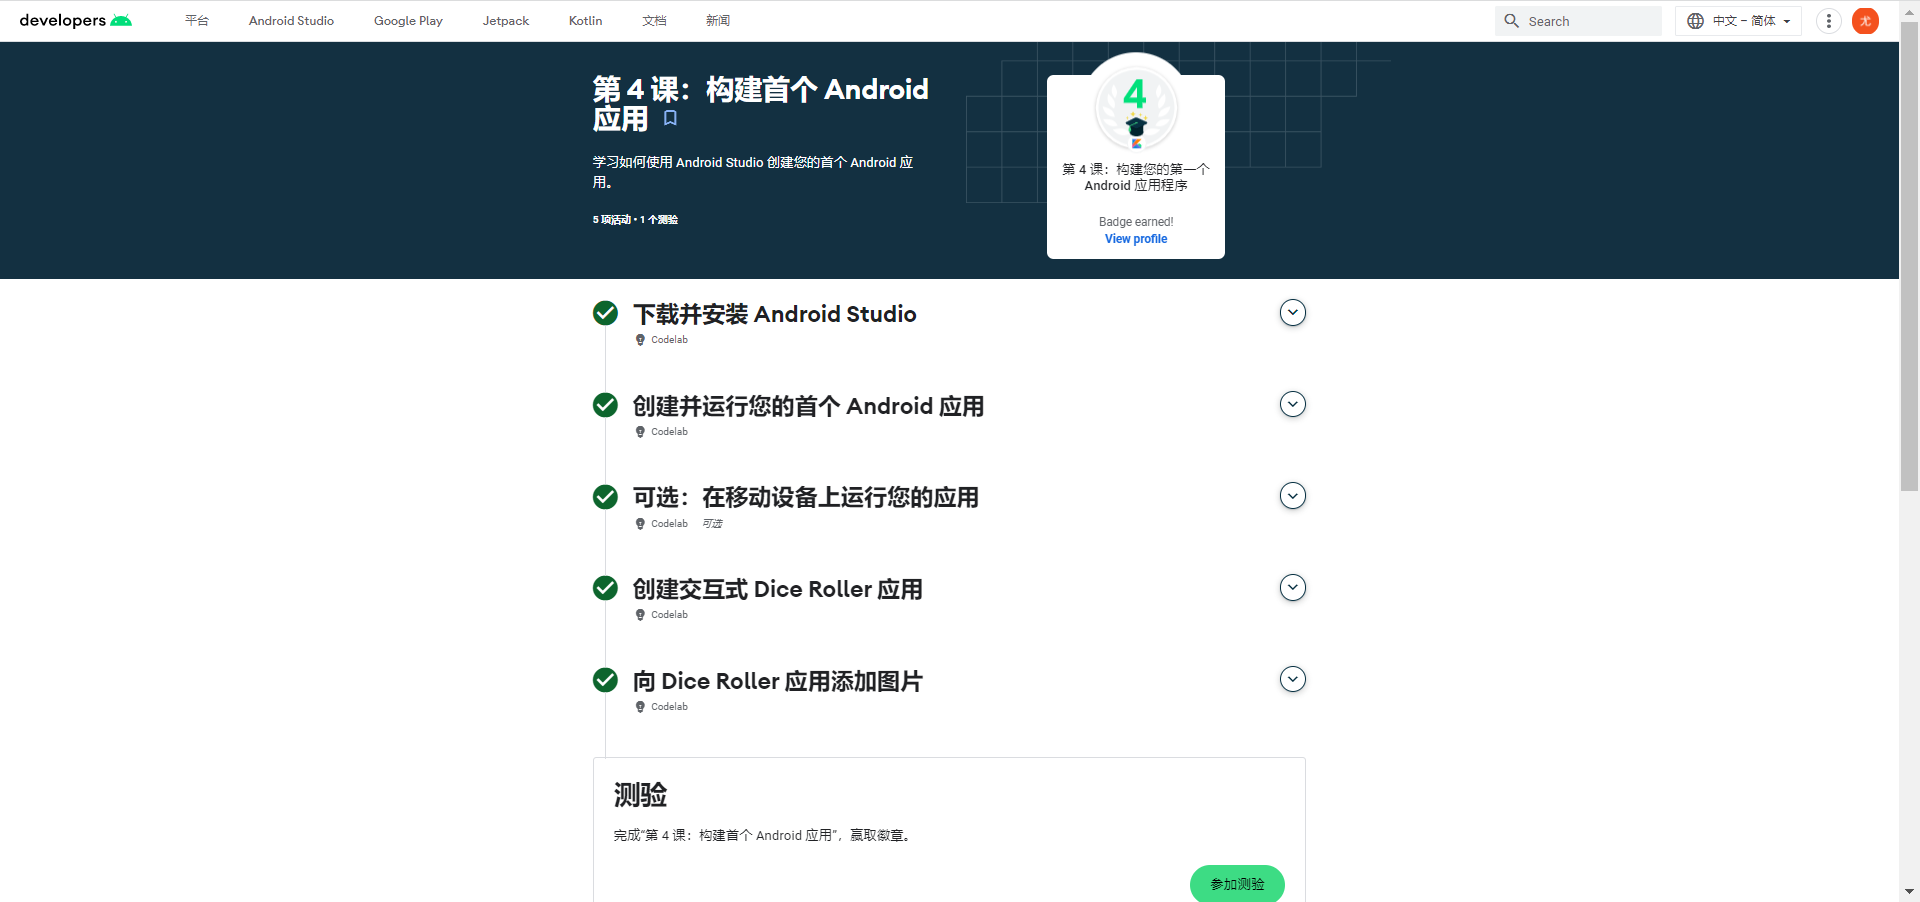 developers
平台
Android Studio
Google Play
Jetpack
Kotlin
文档
新闻
Search
中文 – 简体
尤
第 4 课：构建首个 Android
应用
学习如何使用 Android Studio 创建您的首个 Android 应
用。
5 项活动 • 1 个测验
4
第 4 课：构建您的第一个
Android 应用程序
Badge earned!
View profile
下载并安装 Android Studio
Codelab
创建并运行您的首个 Android 应用
Codelab
可选：在移动设备上运行您的应用
Codelab 可选
创建交互式 Dice Roller 应用
Codelab
向 Dice Roller 应用添加图片
Codelab
测验
完成“第 4 课：构建首个 Android 应用”，赢取徽章。
参加测验